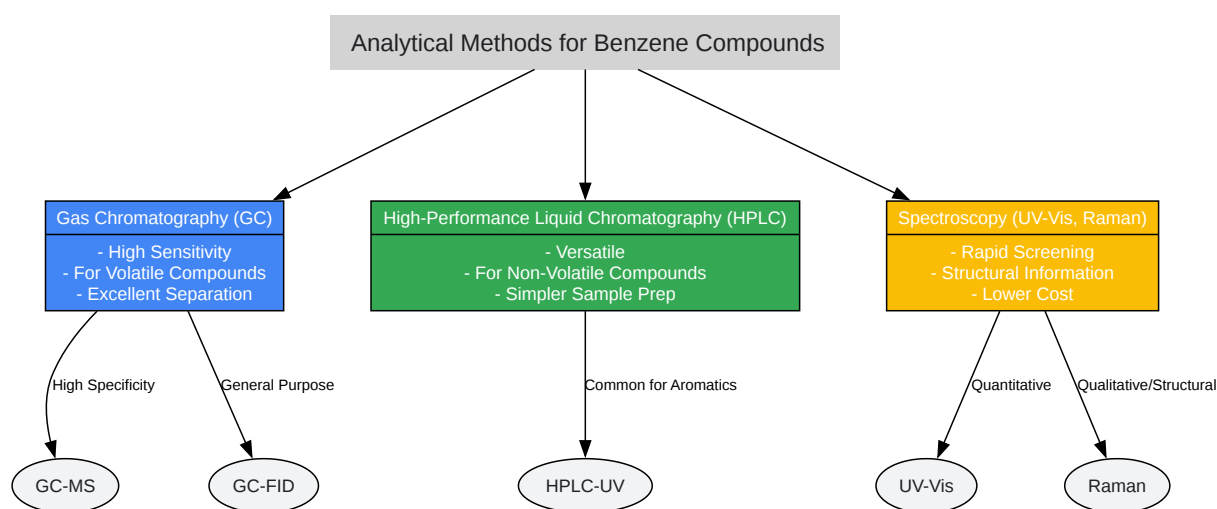 Analytical Methods for Benzene Compounds
Gas Chromatography (GC)
- High Sensitivity
- For Volatile Compounds
- Excellent Separation
High-Performance Liquid Chromatography (HPLC)
- Versatile
- For Non-Volatile Compounds
- Simpler Sample Prep
Spectroscopy (UV-Vis, Raman)
- Rapid Screening
- Structural Information
- Lower Cost
High Specificity
General Purpose
Common for Aromatics
Quantitative
Qualitative/Structural
GC-MS
GC-FID
HPLC-UV
UV-Vis
Raman